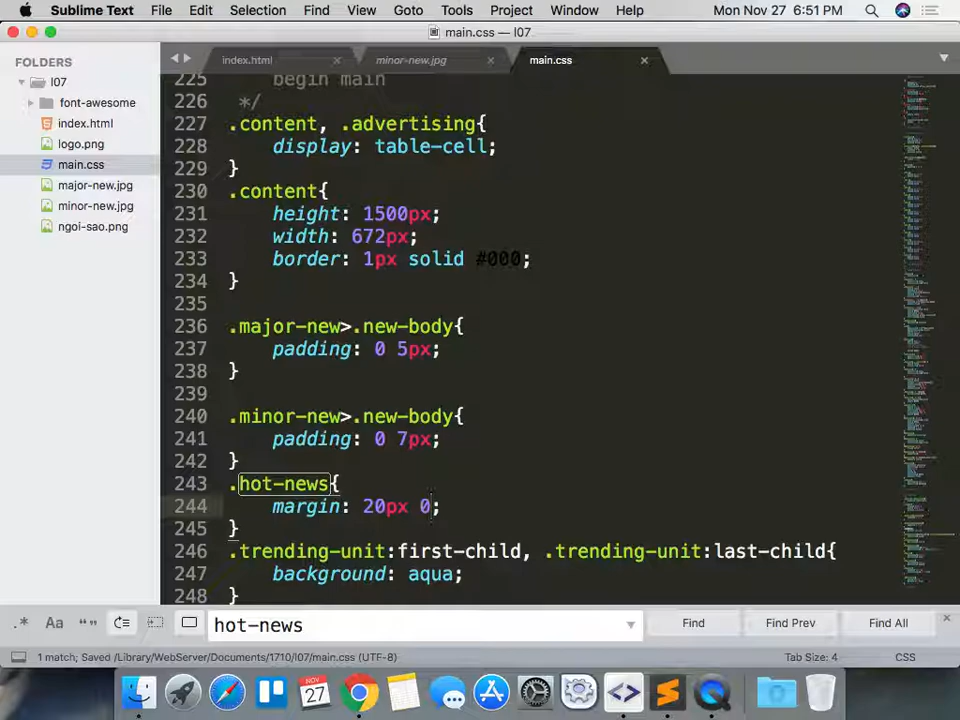 Sublime Text File Edit Selection Find View Goto Tools Project Window Help Mon Nov 27 6:51 PM
main.css — l07
FOLDERS
l07
font-awesome
index.html
logo.png
main.css
major-new.jpg
minor-new.jpg
ngoi-sao.png
index.html × minor-new.jpg × main.css ×
225 begin main
226 */
227 .content, .advertising{
228 display: table-cell;
229 }
230 .content{
231 height: 1500px;
232 width: 672px;
233 border: 1px solid #000;
234 }
235
236 .major-new>.new-body{
237 padding: 0 5px;
238 }
239
240 .minor-new>.new-body{
241 padding: 0 7px;
242 }
243 .hot-news{
244 margin: 20px 0;
245 }
246 .trending-unit:first-child, .trending-unit:last-child{
247 background: aqua;
248 }
.* Aa “” hot-news Find Find Prev Find All ×
1 match; Saved /Library/WebServer/Documents/1710/l07/main.css (UTF-8) Tab Size: 4 CSS
NOV
27